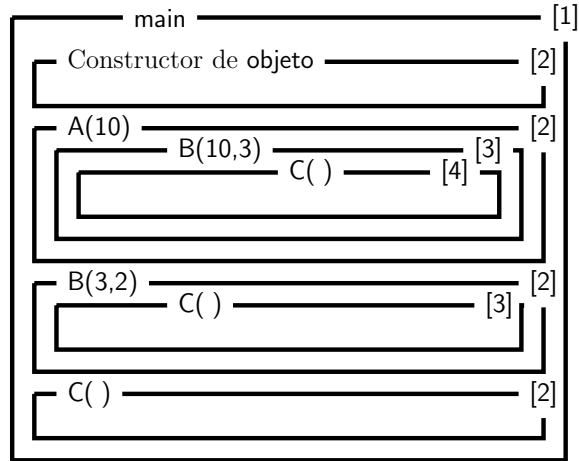 main [1]
Constructor de objeto [2]
A(10) [2]
B(10,3) [3]
C( ) [4]
B(3,2) [2]
C( ) [3]
C( ) [2]